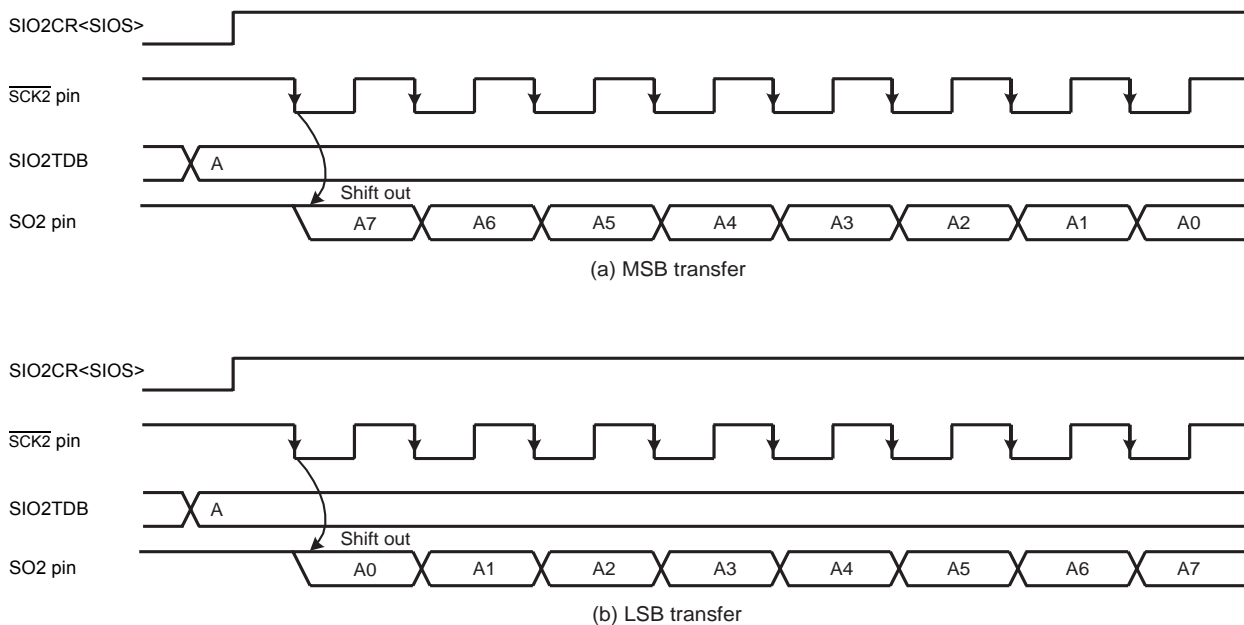 SIO2CR<SIOS>
SCK2 pin
SIO2TDB
A
Shift out
SO2 pin
A7 A6 A5 A4 A3 A2 A1 A0
(a) MSB transfer
SIO2CR<SIOS>
SCK2 pin
SIO2TDB
A
Shift out
SO2 pin
A0 A1 A2 A3 A4 A5 A6 A7
(b) LSB transfer